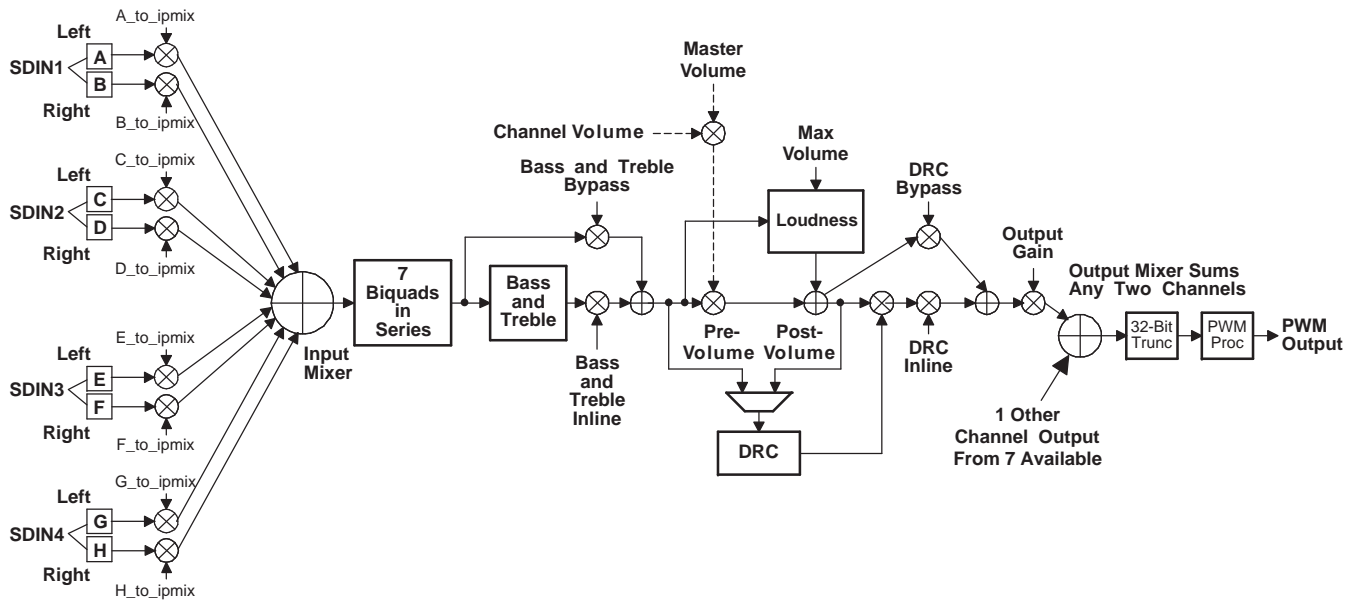 A_to_ipmix
Left
SDIN1
A
B
Right
B_to_ipmix
C_to_ipmix
Left
SDIN2
C
D
Right
D_to_ipmix
E_to_ipmix
Left
SDIN3
E
F
Right
F_to_ipmix
G_to_ipmix
Left
SDIN4
G
H
Right
H_to_ipmix
Input
Mixer
7
Biquads
in
Series
Bass
and
Treble
Bass and Treble
Bypass
Bass
and
Treble
Inline
Master
Volume
Channel Volume
Max
Volume
Loudness
Pre-
Volume
Post-
Volume
DRC
DRC
Bypass
DRC
Inline
Output
Gain
Output Mixer Sums
Any Two Channels
1 Other
Channel Output
From 7 Available
32-Bit
Trunc
PWM
Proc
PWM
Output